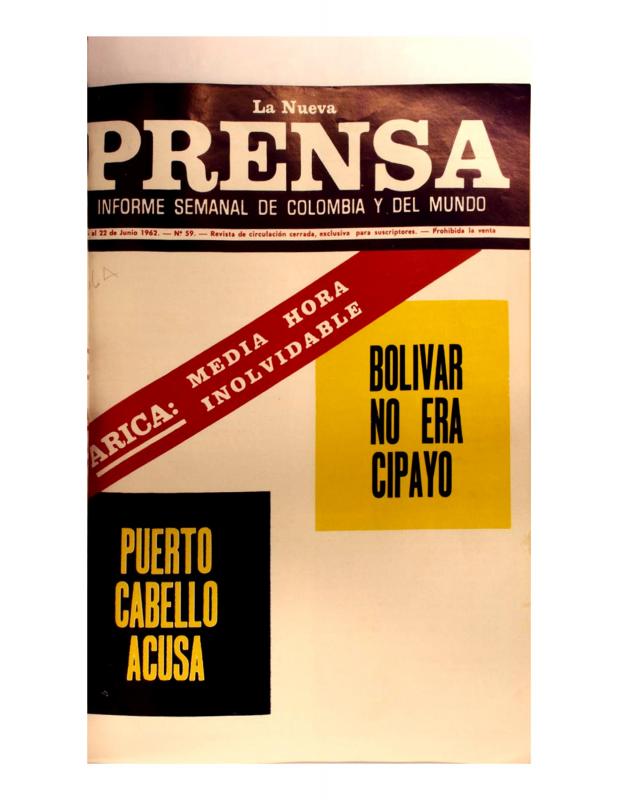 La Nueva
PRENSA
INFORME SEMANAL DE COLOMBIA Y DEL MUNDO
al 22 de Junio 1962. — Nº 59. — Revista de circulación cerrada, exclusiva para suscriptores. — Prohibida la venta
ARICA: MEDIA HORA
INOLVIDABLE
BOLIVAR
NO ERA
CIPAYO
PUERTO
CABELLO
ACUSA